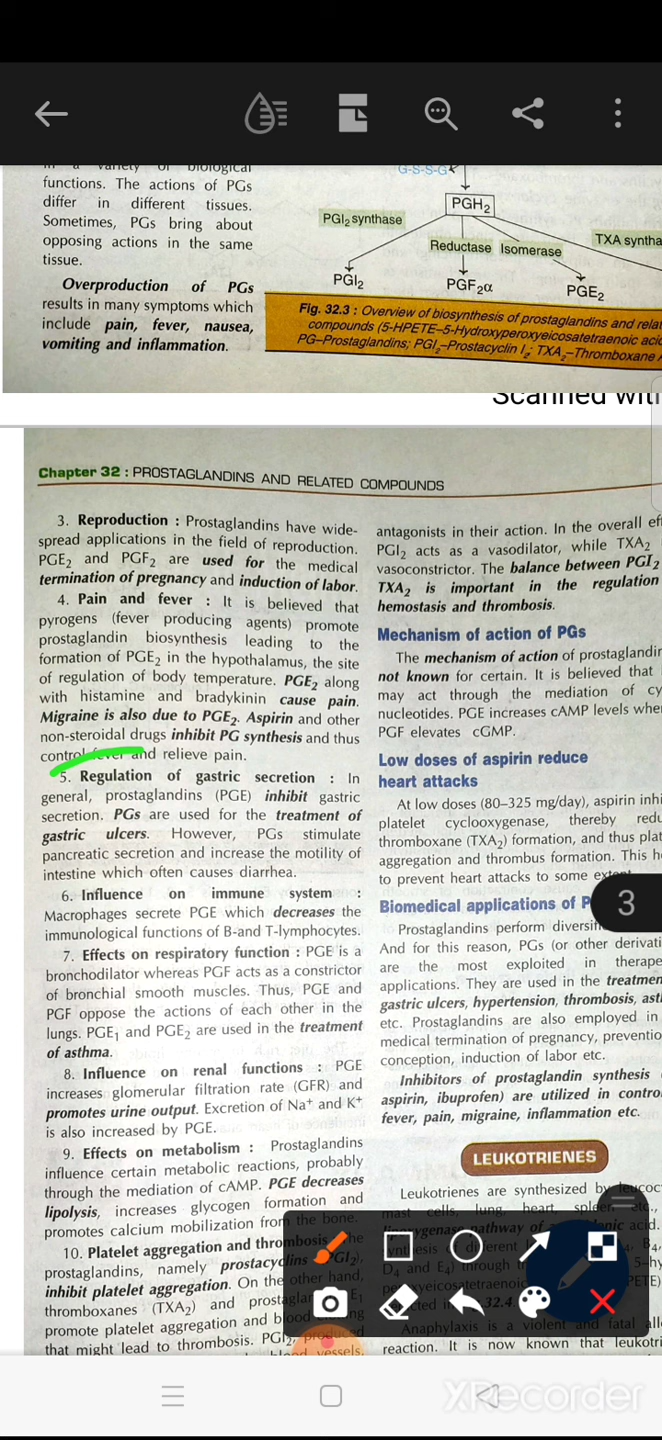 functions. The actions of PGs
differ in different tissues.
Sometimes, PGs bring about
opposing actions in the same
tissue.
Overproduction of PGs
results in many symptoms which
include pain, fever, nausea,
vomiting and inflammation.
G-S-S-G
PGH2
PGI2 synthase
Reductase Isomerase
TXA syntha
PGI2
PGF2α
PGE2
Fig. 32.3 : Overview of biosynthesis of prostaglandins and rela
compounds (5-HPETE–5-Hydroxyperoxyeicosatetraenoic acid
PG–Prostaglandins; PGI2–Prostacyclin I2; TXA2–Thromboxane A
Scanned with
Chapter 32 : PROSTAGLANDINS AND RELATED COMPOUNDS
3. Reproduction : Prostaglandins have wide-
spread applications in the field of reproduction.
PGE2 and PGF2 are used for the medical
termination of pregnancy and induction of labor.
4. Pain and fever : It is believed that
pyrogens (fever producing agents) promote
prostaglandin biosynthesis leading to the
formation of PGE2 in the hypothalamus, the site
of regulation of body temperature. PGE2 along
with histamine and bradykinin cause pain.
Migraine is also due to PGE2. Aspirin and other
non-steroidal drugs inhibit PG synthesis and thus
control fever and relieve pain.
5. Regulation of gastric secretion : In
general, prostaglandins (PGE) inhibit gastric
secretion. PGs are used for the treatment of
gastric ulcers. However, PGs stimulate
pancreatic secretion and increase the motility of
intestine which often causes diarrhea.
6. Influence on immune system :
Macrophages secrete PGE which decreases the
immunological functions of B-and T-lymphocytes.
7. Effects on respiratory function : PGE is a
bronchodilator whereas PGF acts as a constrictor
of bronchial smooth muscles. Thus, PGE and
PGF oppose the actions of each other in the
lungs. PGE1 and PGE2 are used in the treatment
of asthma.
8. Influence on renal functions : PGE
increases glomerular filtration rate (GFR) and
promotes urine output. Excretion of Na+ and K+
is also increased by PGE.
9. Effects on metabolism : Prostaglandins
influence certain metabolic reactions, probably
through the mediation of cAMP. PGE decreases
lipolysis, increases glycogen formation and
promotes calcium mobilization from the bone.
10. Platelet aggregation and thrombosis
prostaglandins, namely prostacyclins
inhibit platelet aggregation. On the other hand,
thromboxanes (TXA2) and
promote platelet aggregation and blood
that might lead to thrombosis. PGI2, produced
vessels,
antagonists in their action. In the overall eff
PGI2 acts as a vasodilator, while TXA2
vasoconstrictor. The balance between PGI2
TXA2 is important in the regulation
hemostasis and thrombosis.
Mechanism of action of PGs
The mechanism of action of prostaglandin
not known for certain. It is believed that
may act through the mediation of cy
nucleotides. PGE increases cAMP levels whe
PGF elevates cGMP.
Low doses of aspirin reduce
heart attacks
At low doses (80–325 mg/day), aspirin inhi
platelet cyclooxygenase, thereby redu
thromboxane (TXA2) formation, and thus plat
aggregation and thrombus formation. This h
to prevent heart attacks to some extent.
Biomedical applications of P
3
Prostaglandins perform diversifi
And for this reason, PGs (or other derivati
are the most exploited in therape
applications. They are used in the treatmen
gastric ulcers, hypertension, thrombosis, ast
etc. Prostaglandins are also employed in
medical termination of pregnancy, preventio
conception, induction of labor etc.
Inhibitors of prostaglandin synthesis
aspirin, ibuprofen) are utilized in contro
fever, pain, migraine, inflammation etc.
LEUKOTRIENES
Leukotrienes are synthesized by leucoc
mast cells, lung, heart, spleen, etc.,
32.4.
Anaphylaxis is a violent and fatal all
reaction. It is now known that leukotri
XRecorder